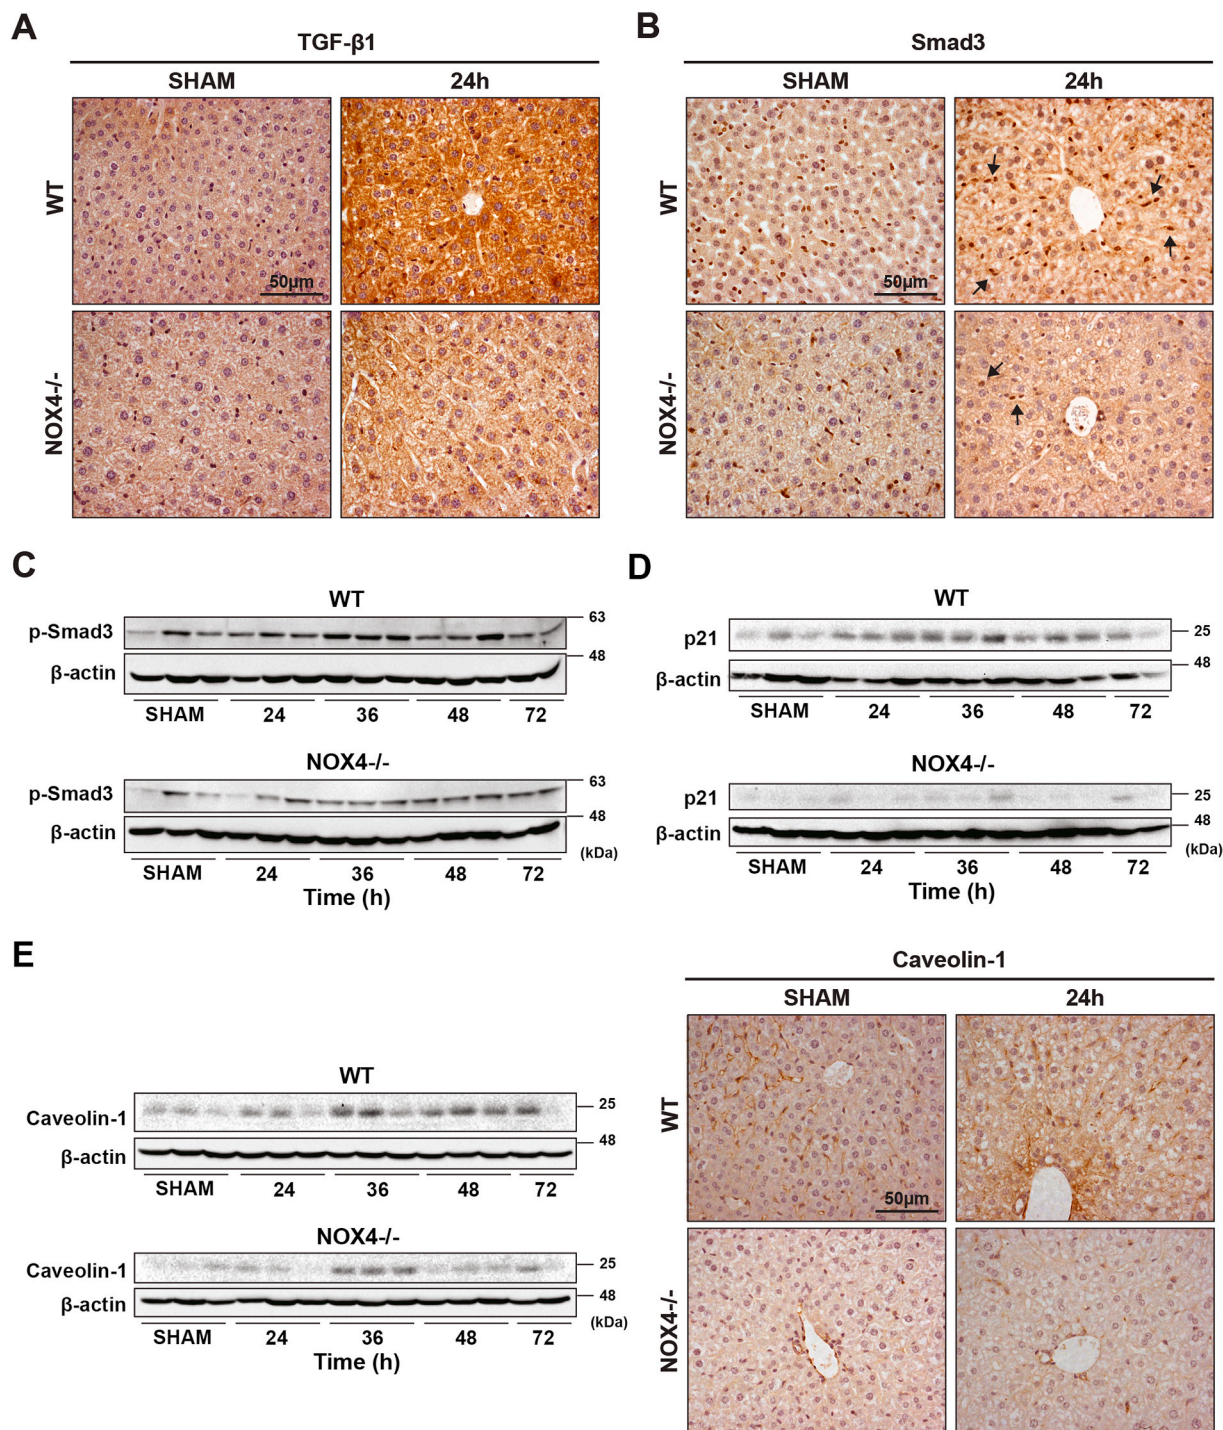 A
TGF-β1
SHAM 24h
WT
50µm
NOX4-/-
B
Smad3
SHAM 24h
WT
50µm
NOX4-/-
C
WT
p-Smad3
63
48
β-actin
SHAM 24 36 48 72
NOX4-/-
p-Smad3
63
48
β-actin
(kDa)
SHAM 24 36 48 72
Time (h)
D
WT
p21
25
48
β-actin
SHAM 24 36 48 72
NOX4-/-
p21
25
48
β-actin
(kDa)
SHAM 24 36 48 72
Time (h)
E
WT
Caveolin-1
25
48
β-actin
SHAM 24 36 48 72
NOX4-/-
Caveolin-1
25
48
β-actin
(kDa)
SHAM 24 36 48 72
Time (h)
Caveolin-1
SHAM 24h
WT
50µm
NOX4-/-